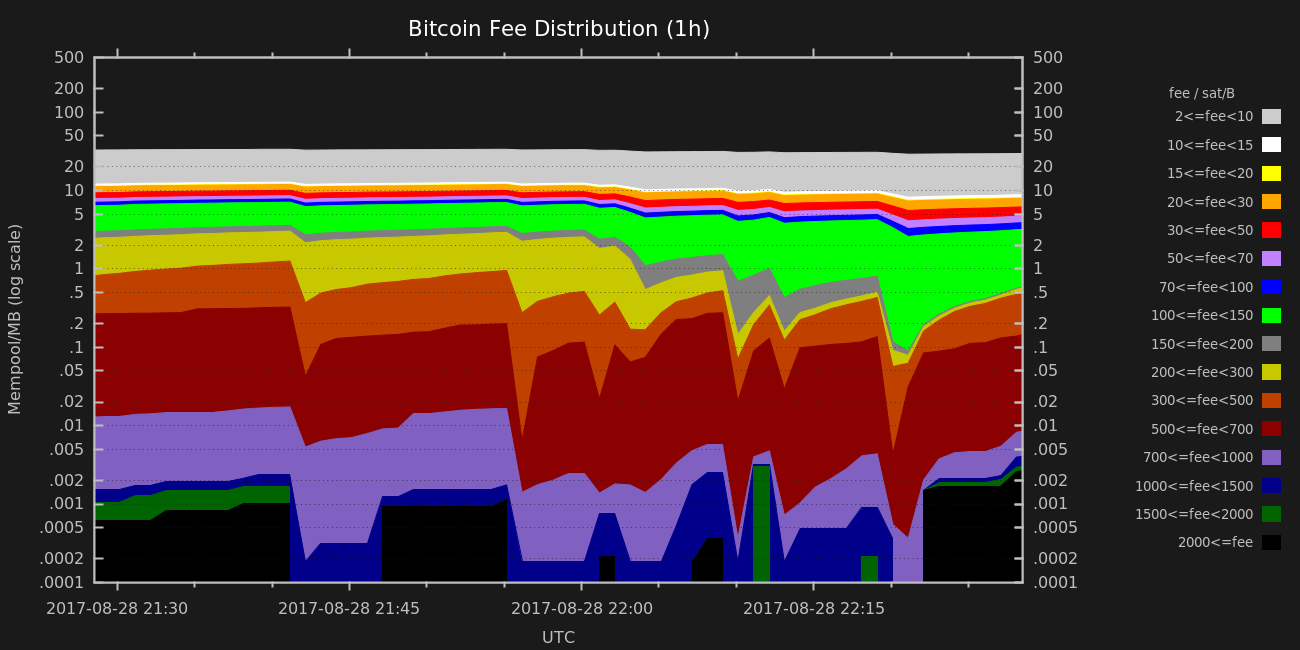 Bitcoin Fee Distribution (1h)
500
200
100
50
20
10
5
2
1
.5
.2
.1
.05
.02
.01
.005
.002
.001
.0005
.0002
.0001
Mempool/MB (log scale)
500
200
100
50
20
10
5
2
1
.5
.2
.1
.05
.02
.01
.005
.002
.001
.0005
.0002
.0001
2017-08-28 21:30
2017-08-28 21:45
2017-08-28 22:00
2017-08-28 22:15
UTC
fee / sat/B
2<=fee<10
10<=fee<15
15<=fee<20
20<=fee<30
30<=fee<50
50<=fee<70
70<=fee<100
100<=fee<150
150<=fee<200
200<=fee<300
300<=fee<500
500<=fee<700
700<=fee<1000
1000<=fee<1500
1500<=fee<2000
2000<=fee